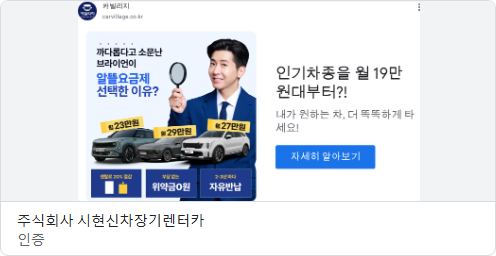 카빌리지
carvillage.co.kr
까다롭다고 소문난
브라이언이
알뜰요금제
선택한 이유?
월23만원
월29만원
월27만원
위약금0원
자유반납
인기차종을 월 19만
원대부터?!
내가 원하는 차, 더 똑똑하게 타
세요!
자세히 알아보기
주식회사 시현신차장기렌터카
인증